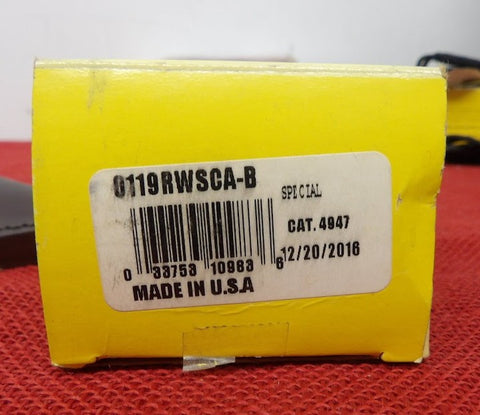 0119RWSCA-B
SPECIAL
CAT. 4947
12/20/2016
0 33753 10983 6
MADE IN U.S.A